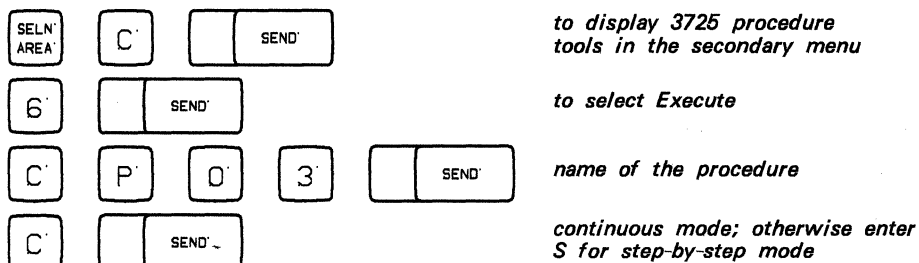 SELN AREA C SEND to display 3725 procedure
tools in the secondary menu
6 SEND to select Execute
C P 0 3 SEND name of the procedure
C SEND continuous mode; otherwise enter
S for step-by-step mode